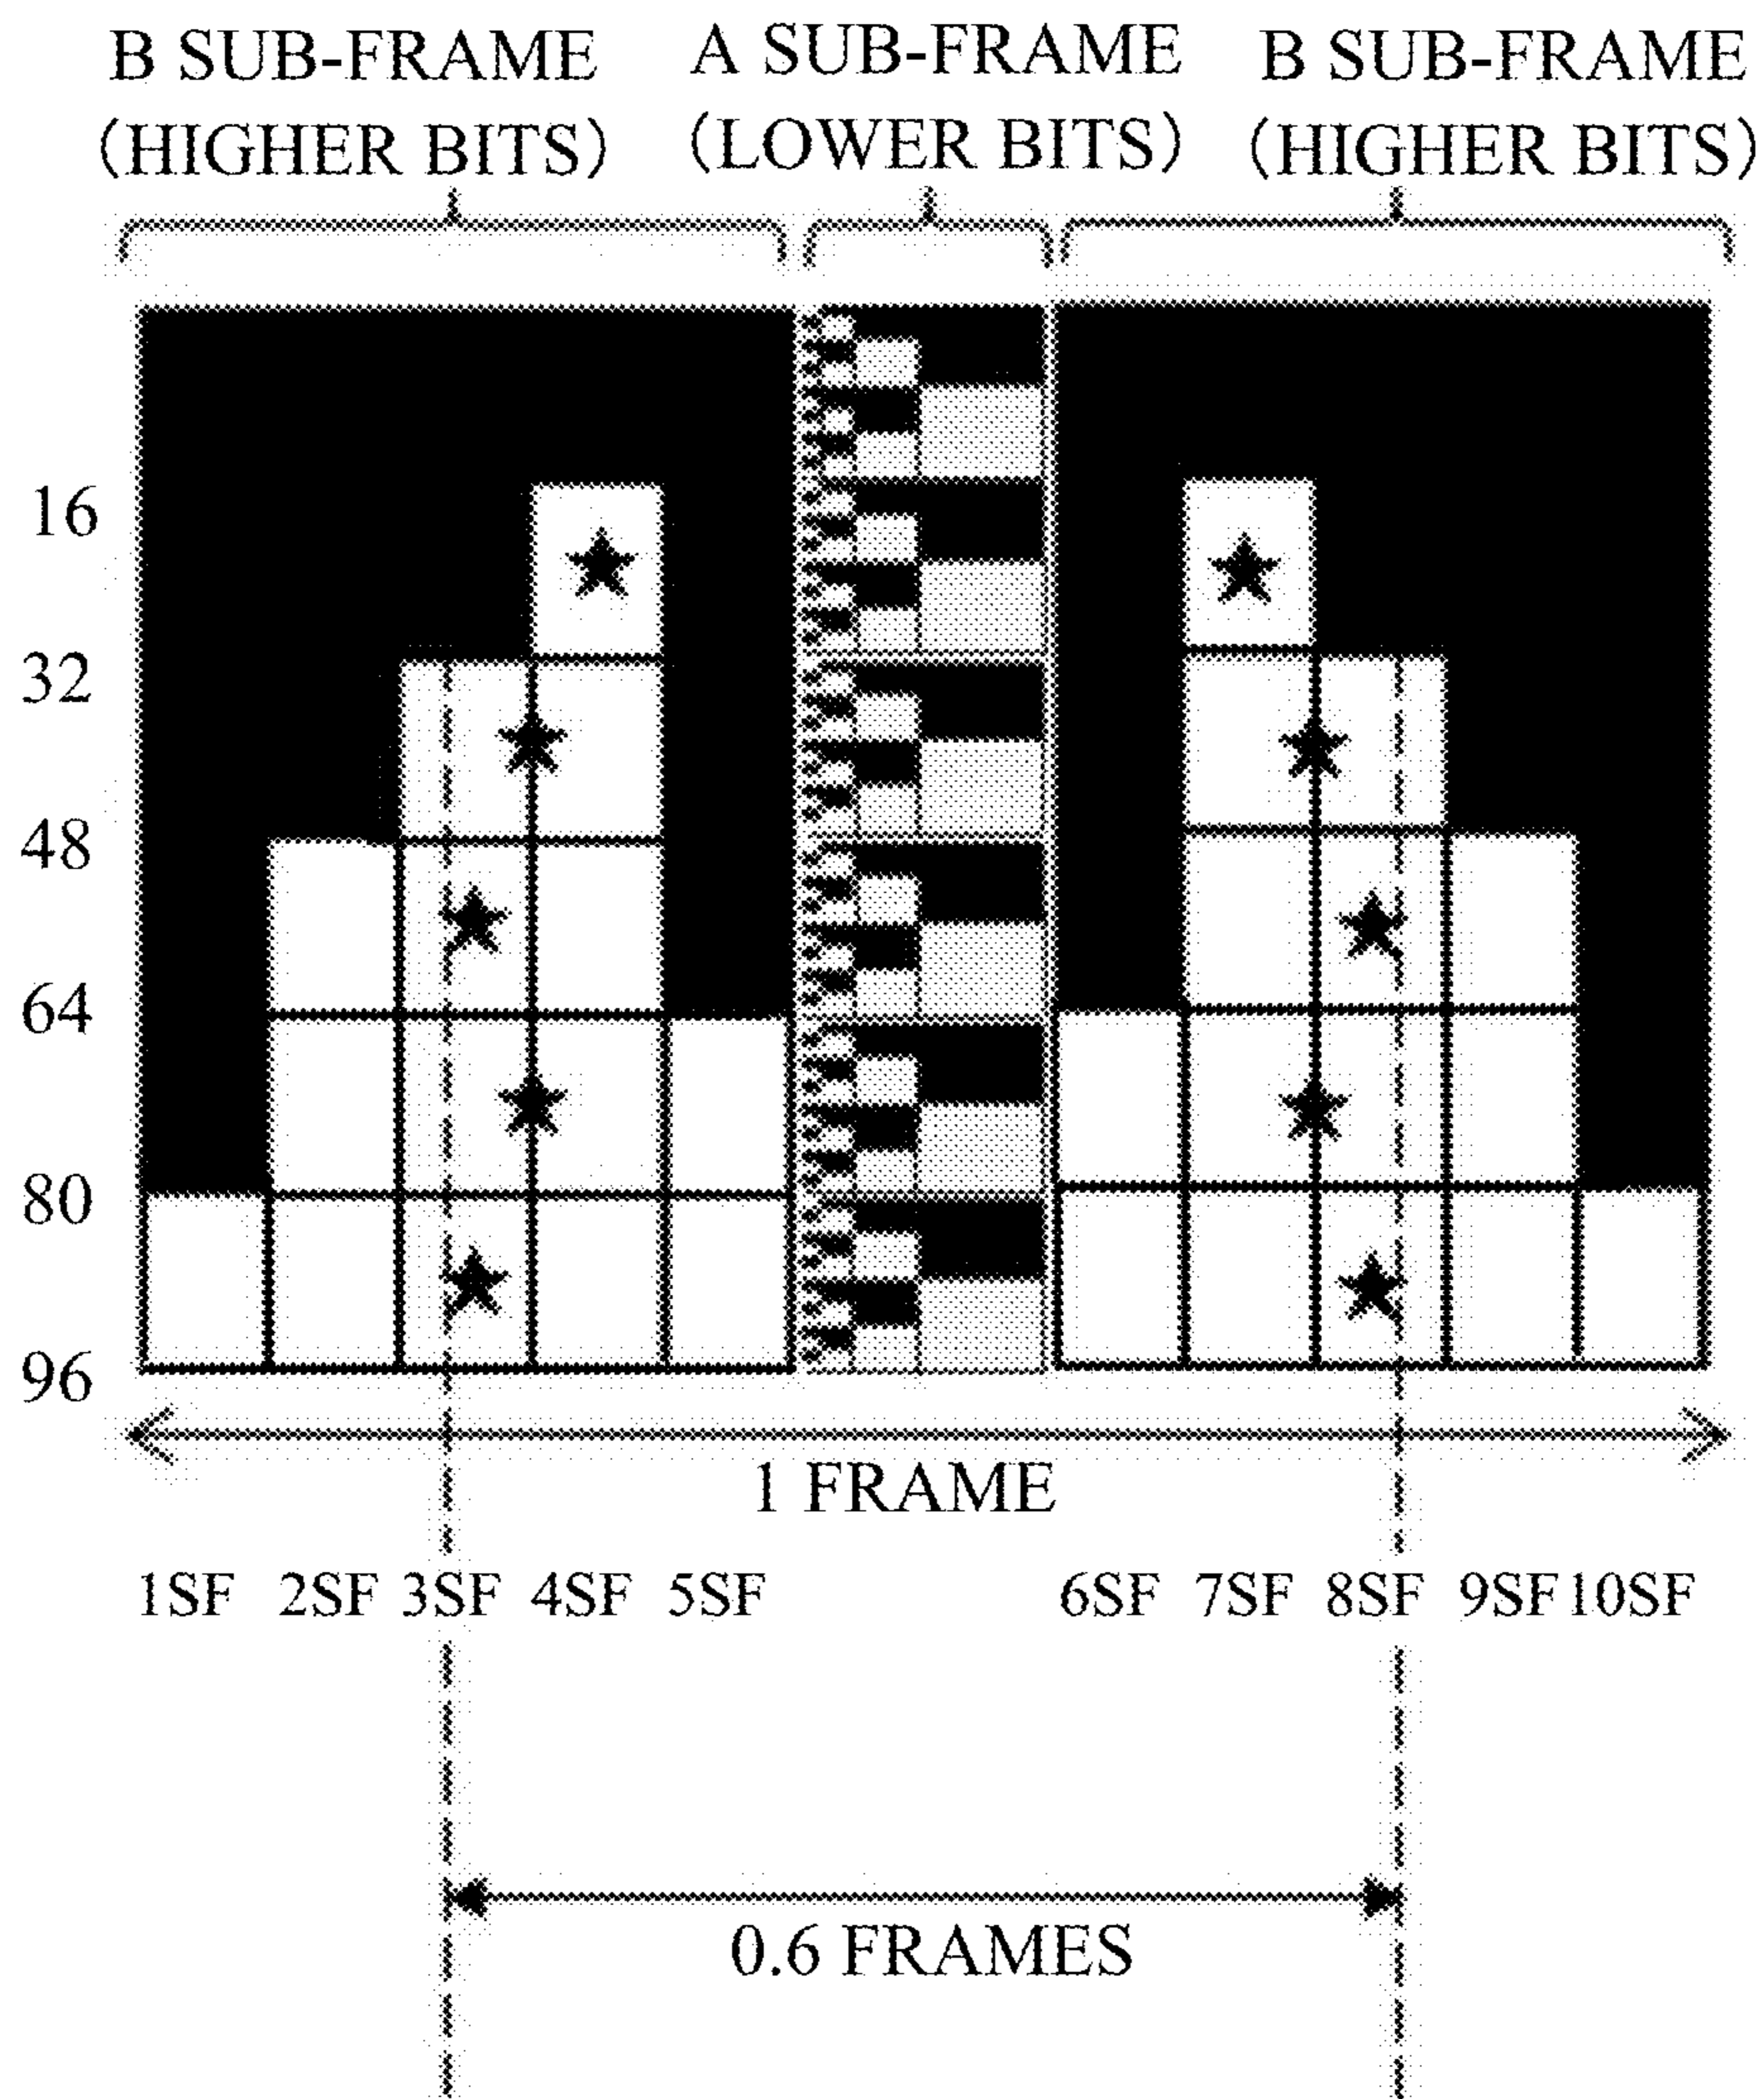 B SUB-FRAME A SUB-FRAME B SUB-FRAME
(HIGHER BITS) (LOWER BITS) (HIGHER BITS)
16
32
48
64
80
96
1 FRAME
1SF 2SF 3SF 4SF 5SF 6SF 7SF 8SF 9SF 10SF
0.6 FRAMES